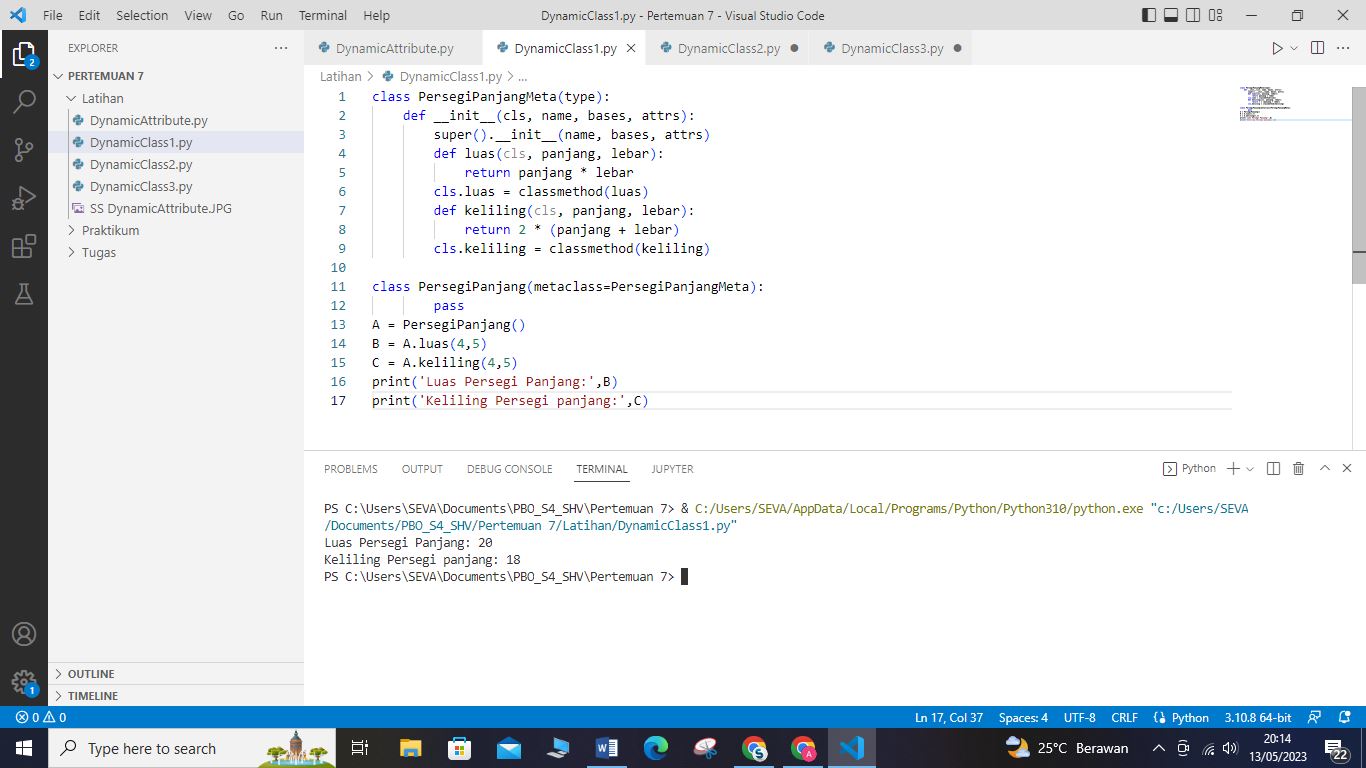 File Edit Selection View Go Run Terminal Help
DynamicClass1.py - Pertemuan 7 - Visual Studio Code
EXPLORER
PERTEMUAN 7
Latihan
DynamicAttribute.py
DynamicClass1.py
DynamicClass2.py
DynamicClass3.py
SS DynamicAttribute.JPG
Praktikum
Tugas
OUTLINE
TIMELINE
2
1
DynamicAttribute.py DynamicClass1.py DynamicClass2.py DynamicClass3.py
Latihan > DynamicClass1.py > ...
1 class PersegiPanjangMeta(type):
2     def __init__(cls, name, bases, attrs):
3         super().__init__(name, bases, attrs)
4         def luas(cls, panjang, lebar):
5             return panjang * lebar
6         cls.luas = classmethod(luas)
7         def keliling(cls, panjang, lebar):
8             return 2 * (panjang + lebar)
9         cls.keliling = classmethod(keliling)
10
11 class PersegiPanjang(metaclass=PersegiPanjangMeta):
12         pass
13 A = PersegiPanjang()
14 B = A.luas(4,5)
15 C = A.keliling(4,5)
16 print('Luas Persegi Panjang:',B)
17 print('Keliling Persegi panjang:',C)
PROBLEMS OUTPUT DEBUG CONSOLE TERMINAL JUPYTER
Python
PS C:\Users\SEVA\Documents\PBO_S4_SHV\Pertemuan 7> & C:/Users/SEVA/AppData/Local/Programs/Python/Python310/python.exe "c:/Users/SEVA
/Documents/PBO_S4_SHV/Pertemuan 7/Latihan/DynamicClass1.py"
Luas Persegi Panjang: 20
Keliling Persegi panjang: 18
PS C:\Users\SEVA\Documents\PBO_S4_SHV\Pertemuan 7>
0 0
Ln 17, Col 37 Spaces: 4 UTF-8 CRLF Python 3.10.8 64-bit
Type here to search
W
S
A
25°C Berawan
20:14
13/05/2023
22